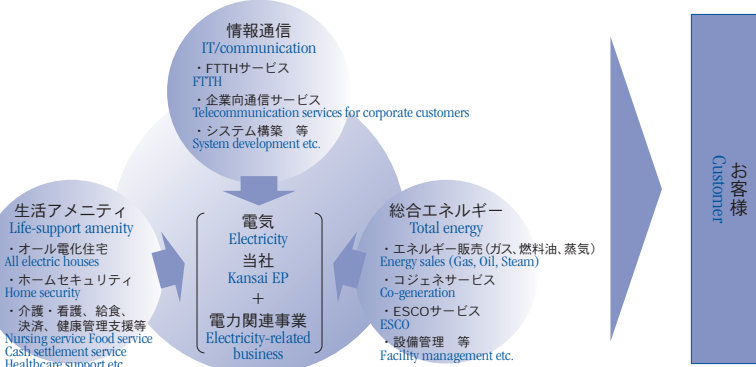 情報通信
IT/communication
・FTTHサービス
FTTH
・企業向通信サービス
Telecommunication services for corporate customers
・システム構築　等
System development etc.
生活アメニティ
Life-support amenity
・オール電化住宅
All electric houses
・ホームセキュリティ
Home security
・介護・看護、給食、
決済、健康管理支援等
Nursing service Food service
Cash settlement service
Healthcare support etc.
電気
Electricity
当社
Kansai EP
+
電力関連事業
Electricity-related
business
総合エネルギー
Total energy
・エネルギー販売（ガス、燃料油、蒸気）
Energy sales (Gas, Oil, Steam)
・コジェネサービス
Co-generation
・ESCOサービス
ESCO
・設備管理　等
Facility management etc.
お客様
Customer